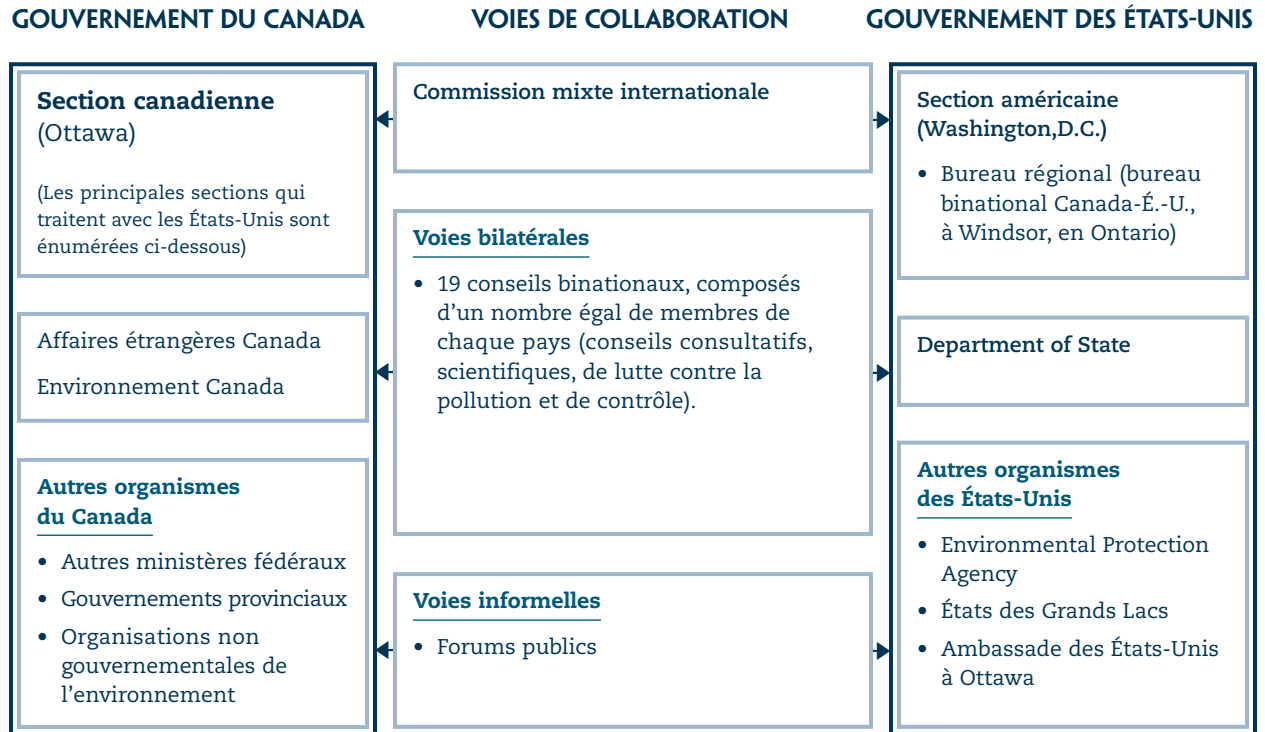 GOUVERNEMENT DU CANADA
Section canadienne
(Ottawa)
(Les principales sections qui
traitent avec les États-Unis sont
énumérées ci-dessous)
Affaires étrangères Canada
Environnement Canada
Autres organismes
du Canada
• Autres ministères fédéraux
• Gouvernements provinciaux
• Organisations non
gouvernementales de
l'environnement
VOIES DE COLLABORATION
Commission mixte internationale
Voies bilatérales
• 19 conseils binationaux, composés
d'un nombre égal de membres de
chaque pays (conseils consultatifs,
scientifiques, de lutte contre la
pollution et de contrôle).
Voies informelles
• Forums publics
GOUVERNEMENT DES ÉTATS-UNIS
Section américaine
(Washington,D.C.)
• Bureau régional (bureau
binational Canada-É.-U.,
à Windsor, en Ontario)
Department of State
Autres organismes
des États-Unis
• Environmental Protection
Agency
• États des Grands Lacs
• Ambassade des États-Unis
à Ottawa